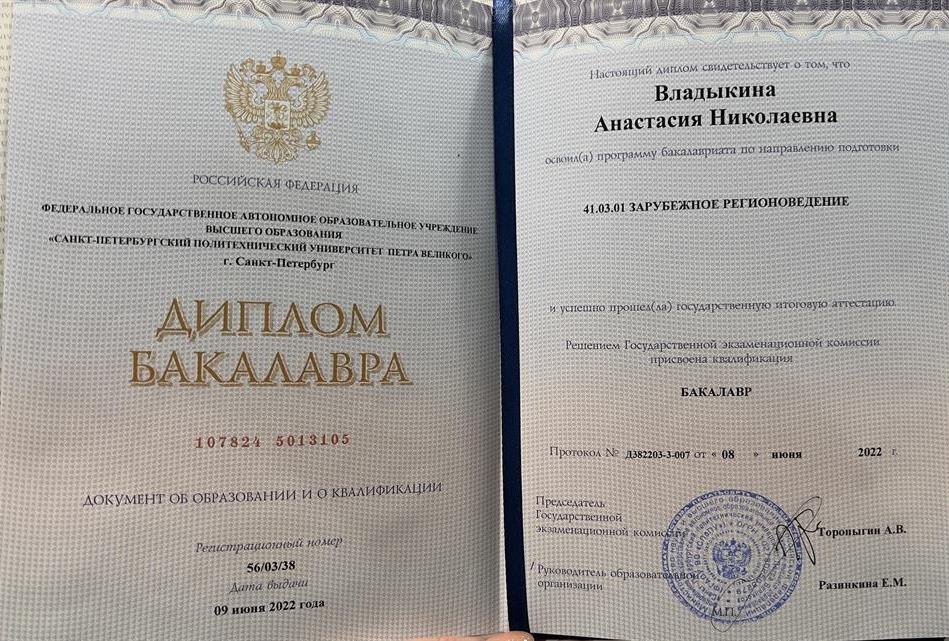 РОССИЙСКАЯ ФЕДЕРАЦИЯ
ФЕДЕРАЛЬНОЕ ГОСУДАРСТВЕННОЕ АВТОНОМНОЕ ОБРАЗОВАТЕЛЬНОЕ УЧРЕЖДЕНИЕ
ВЫСШЕГО ОБРАЗОВАНИЯ
«САНКТ-ПЕТЕРБУРГСКИЙ ПОЛИТЕХНИЧЕСКИЙ УНИВЕРСИТЕТ ПЕТРА ВЕЛИКОГО»
г. Санкт-Петербург
ДИПЛОМ
БАКАЛАВРА
107824 5013105
ДОКУМЕНТ ОБ ОБРАЗОВАНИИ И О КВАЛИФИКАЦИИ
Регистрационный номер
56/03/38
Дата выдачи
09 июня 2022 года
Настоящий диплом свидетельствует о том, что
Владыкина
Анастасия Николаевна
освоил(а) программу бакалавриата по направлению подготовки
41.03.01 ЗАРУБЕЖНОЕ РЕГИОНОВЕДЕНИЕ
и успешно прошел(ла) государственную итоговую аттестацию
Решением Государственной экзаменационной комиссии
присвоена квалификация
БАКАЛАВР
Протокол № Д382203-3-007 от « 08 » июня 2022 г.
Председатель
Государственной
экзаменационной комиссии
Торопыгин А.В.
Руководитель образовательной
организации
Разинкина Е.М.
М.П.